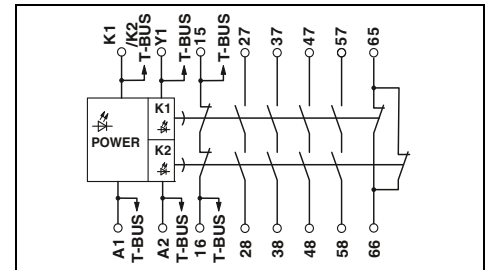 K1
/K2
T-BUS
Y1
T-BUS
15
T-BUS
27
37
47
57
65
K1
POWER
K2
A1
T-BUS
A2
T-BUS
16
T-BUS
28
38
48
58
66